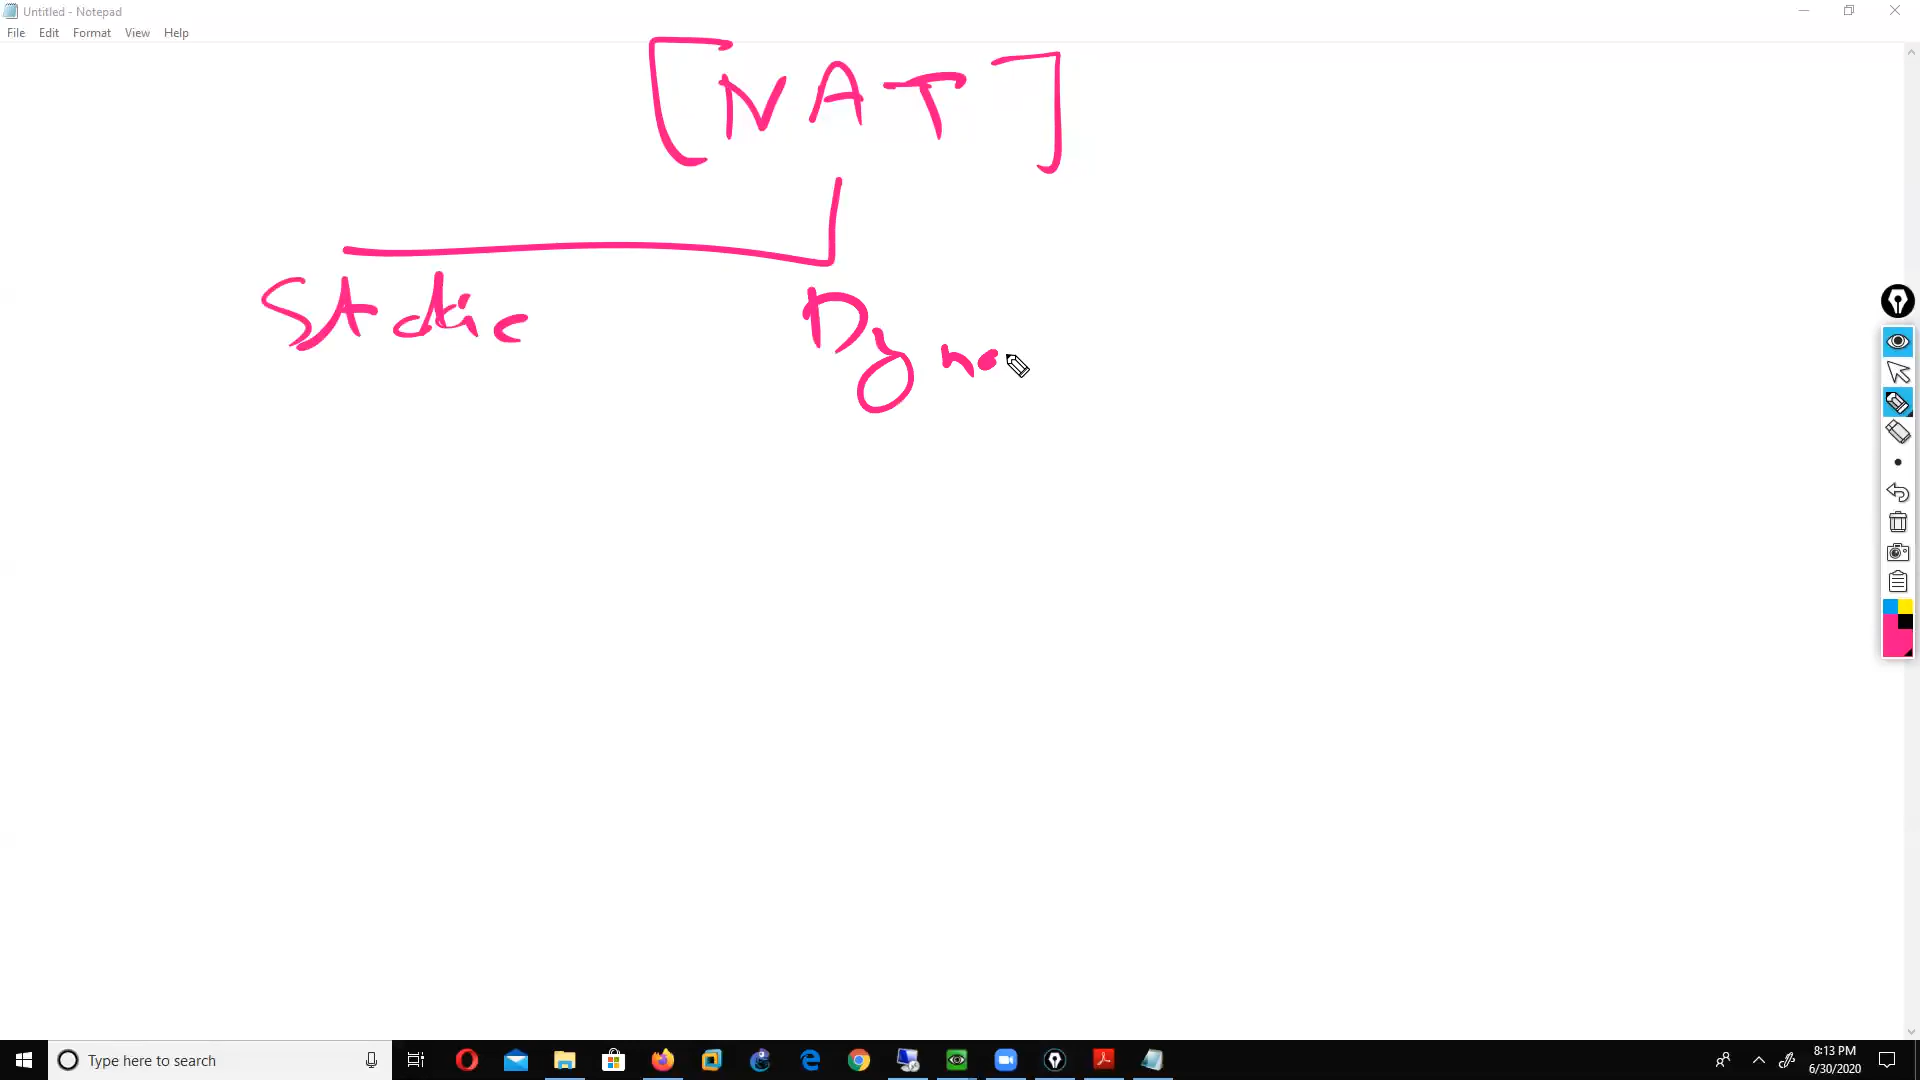 Untitled - Notepad
File Edit Format View Help
[NAT]
Static Dyna
Type here to search
8:13 PM
6/30/2020